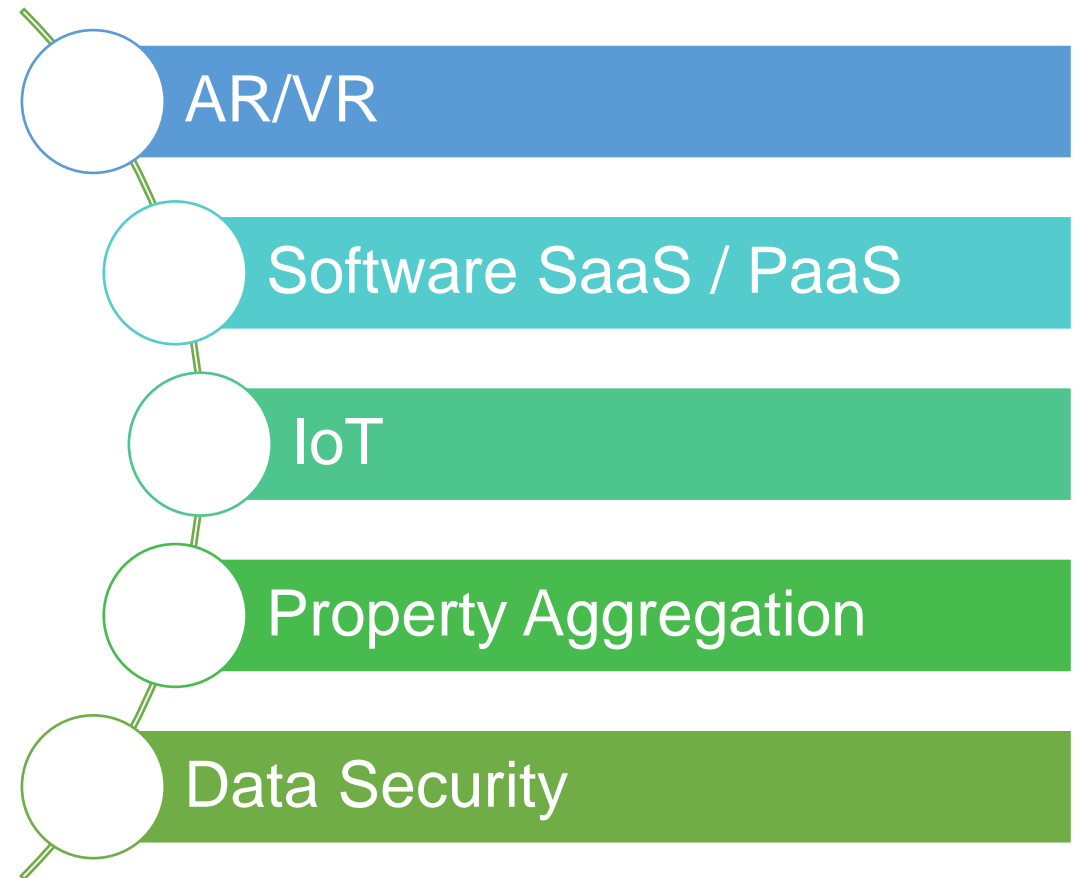 AR/VR
Software SaaS / PaaS
IoT
Property Aggregation
Data Security